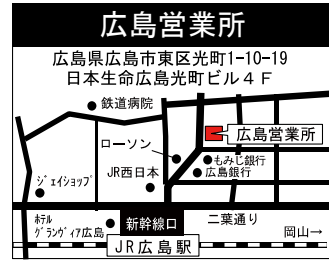 広島営業所
広島県広島市東区光町1-10-19
日本生命広島光町ビル４Ｆ
鉄道病院
広島営業所
ローソン
もみじ銀行
JR西日本
広島銀行
ジェイショップ
ホテル
グランヴィア広島
新幹線口
二葉通り
岡山→
JR広島駅